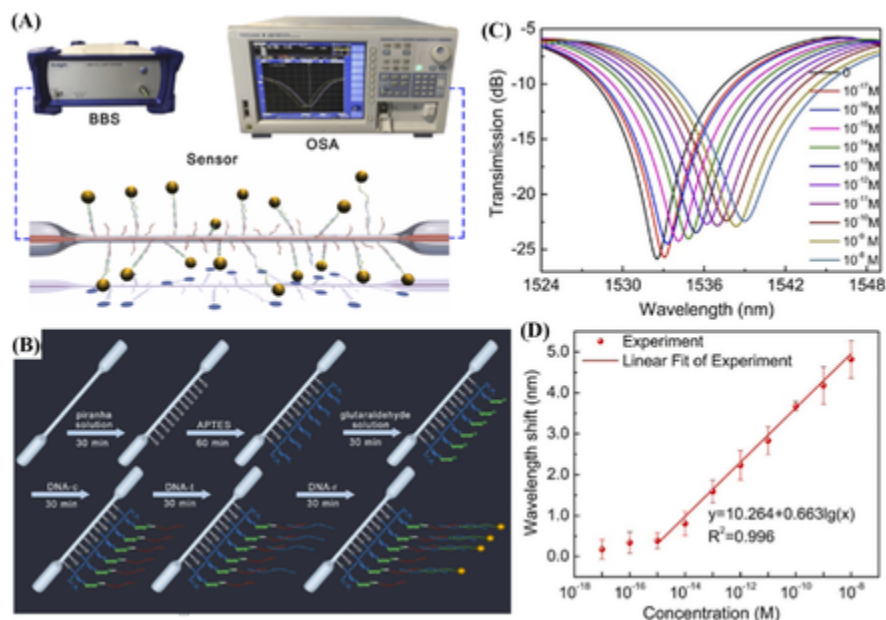 (A)
BBS
OSA
Sensor
(B)
piranha
solution
30 min
APTES
60 min
glutaraldehyde
solution
30 min
DNA-c
30 min
DNA-t
30 min
DNA-r
30 min
(C)
-5
-10
-15
-20
-25
Transimission (dB)
1524
1530
1536
1542
1548
Wavelength (nm)
0
10⁻¹⁷M
10⁻¹⁶M
10⁻¹⁵M
10⁻¹⁴M
10⁻¹³M
10⁻¹²M
10⁻¹¹M
10⁻¹⁰M
10⁻⁹M
10⁻⁸M
(D)
Experiment
Linear Fit of Experiment
5.0
4.0
3.0
2.0
1.0
0.0
Wavelength shift (nm)
y=10.264+0.663lg(x)
R²=0.996
10⁻¹⁸
10⁻¹⁶
10⁻¹⁴
10⁻¹²
10⁻¹⁰
10⁻⁸
Concentration (M)